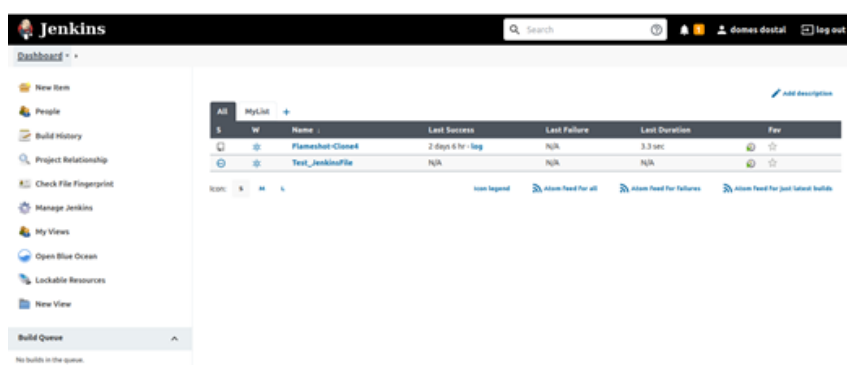 Jenkins
Search
1 domes dostal log out
Dashboard
New Item
Add description
People
All MyList +
Build History
S W Name ↓ Last Success Last Failure Last Duration Fav
Flameshot-Clone4 2 days 6 hr - log N/A 3.3 sec
Project Relationship
Test_JenkinsFile N/A N/A N/A
Check File Fingerprint
Icon: S M L Icon legend Atom feed for all Atom feed for failures Atom feed for just latest builds
Manage Jenkins
My Views
Open Blue Ocean
Lockable Resources
New View
Build Queue
No builds in the queue.